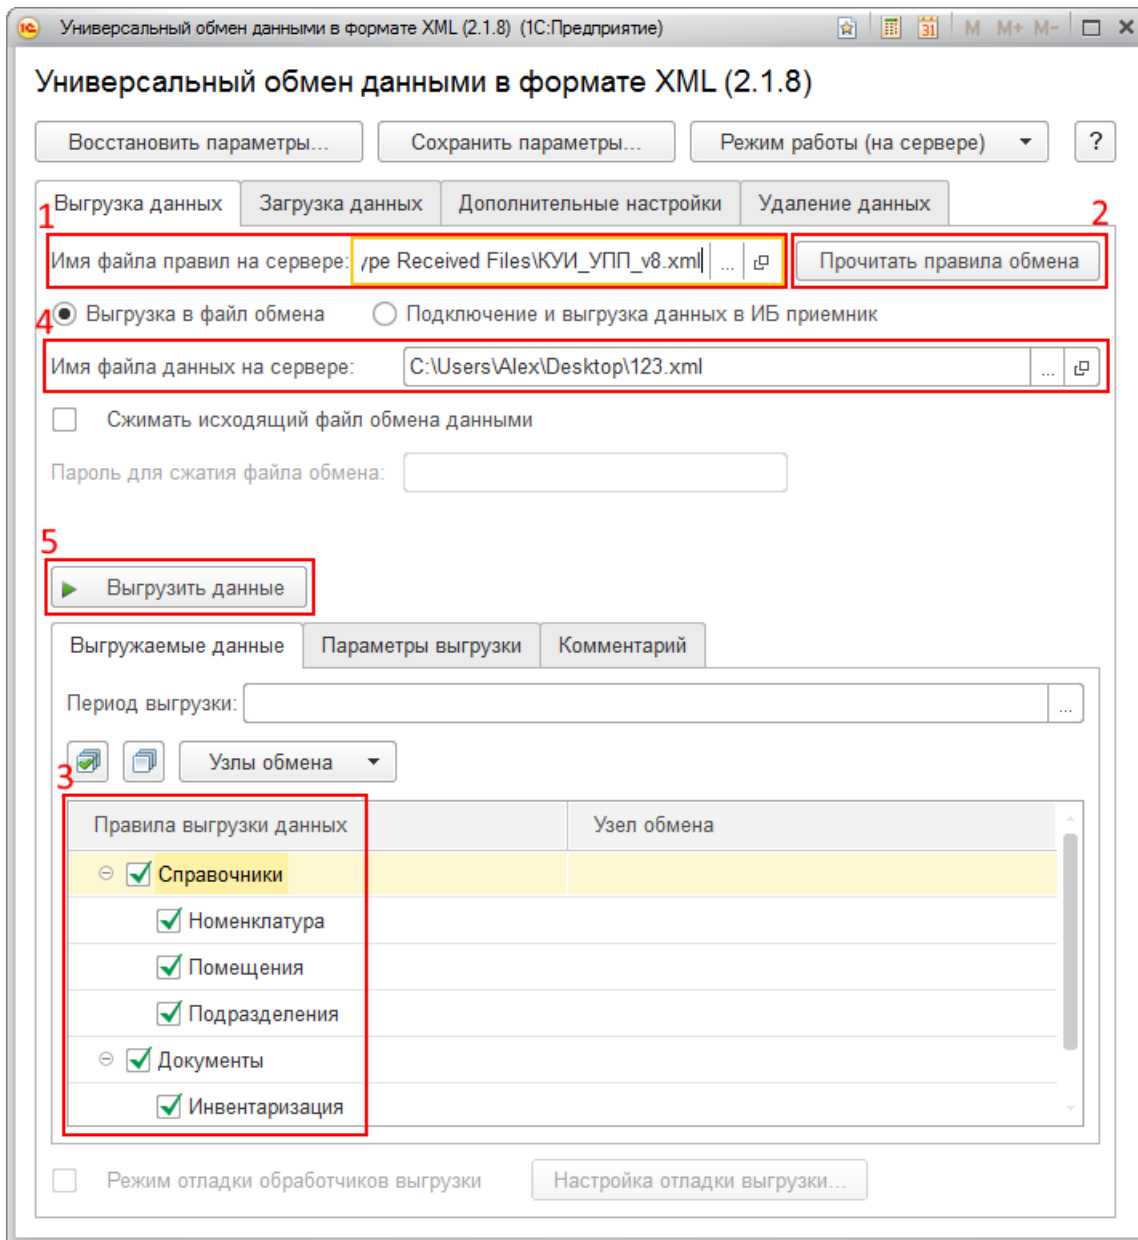 1С Универсальный обмен данными в формате XML (2.1.8) (1С:Предприятие) 31 M M+ M-
Универсальный обмен данными в формате XML (2.1.8)
Восстановить параметры... Сохранить параметры... Режим работы (на сервере) ?
Выгрузка данных Загрузка данных Дополнительные настройки Удаление данных
1 2
Имя файла правил на сервере: ype Received Files\КУИ_УПП_v8.xml ... Прочитать правила обмена
4 Выгрузка в файл обмена Подключение и выгрузка данных в ИБ приемник
Имя файла данных на сервере: C:\Users\Alex\Desktop\123.xml ...
Сжимать исходящий файл обмена данными
Пароль для сжатия файла обмена:
5
Выгрузить данные
Выгружаемые данные Параметры выгрузки Комментарий
Период выгрузки: ...
Узлы обмена
3
Правила выгрузки данных Узел обмена
Справочники
Номенклатура
Помещения
Подразделения
Документы
Инвентаризация
Режим отладки обработчиков выгрузки Настройка отладки выгрузки...